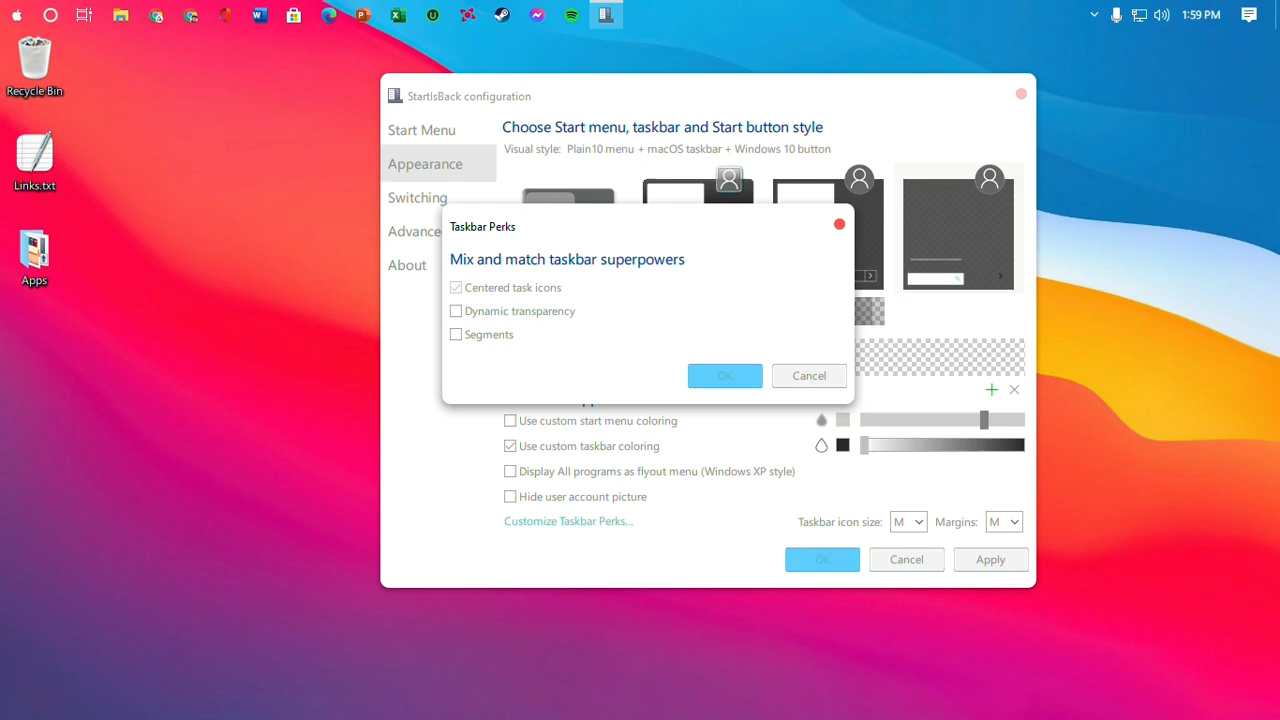 1:59 PM
Recycle Bin
Links.txt
Apps
StartIsBack configuration
Start Menu
Appearance
Switching
Advance
About
Choose Start menu, taskbar and Start button style
Visual style: Plain10 menu + macOS taskbar + Windows 10 button
Taskbar Perks
Mix and match taskbar superpowers
Centered task icons
Dynamic transparency
Segments
OK
Cancel
Use custom start menu coloring
Use custom taskbar coloring
Display All programs as flyout menu (Windows XP style)
Hide user account picture
Customize Taskbar Perks...
Taskbar icon size: M Margins: M
OK
Cancel
Apply